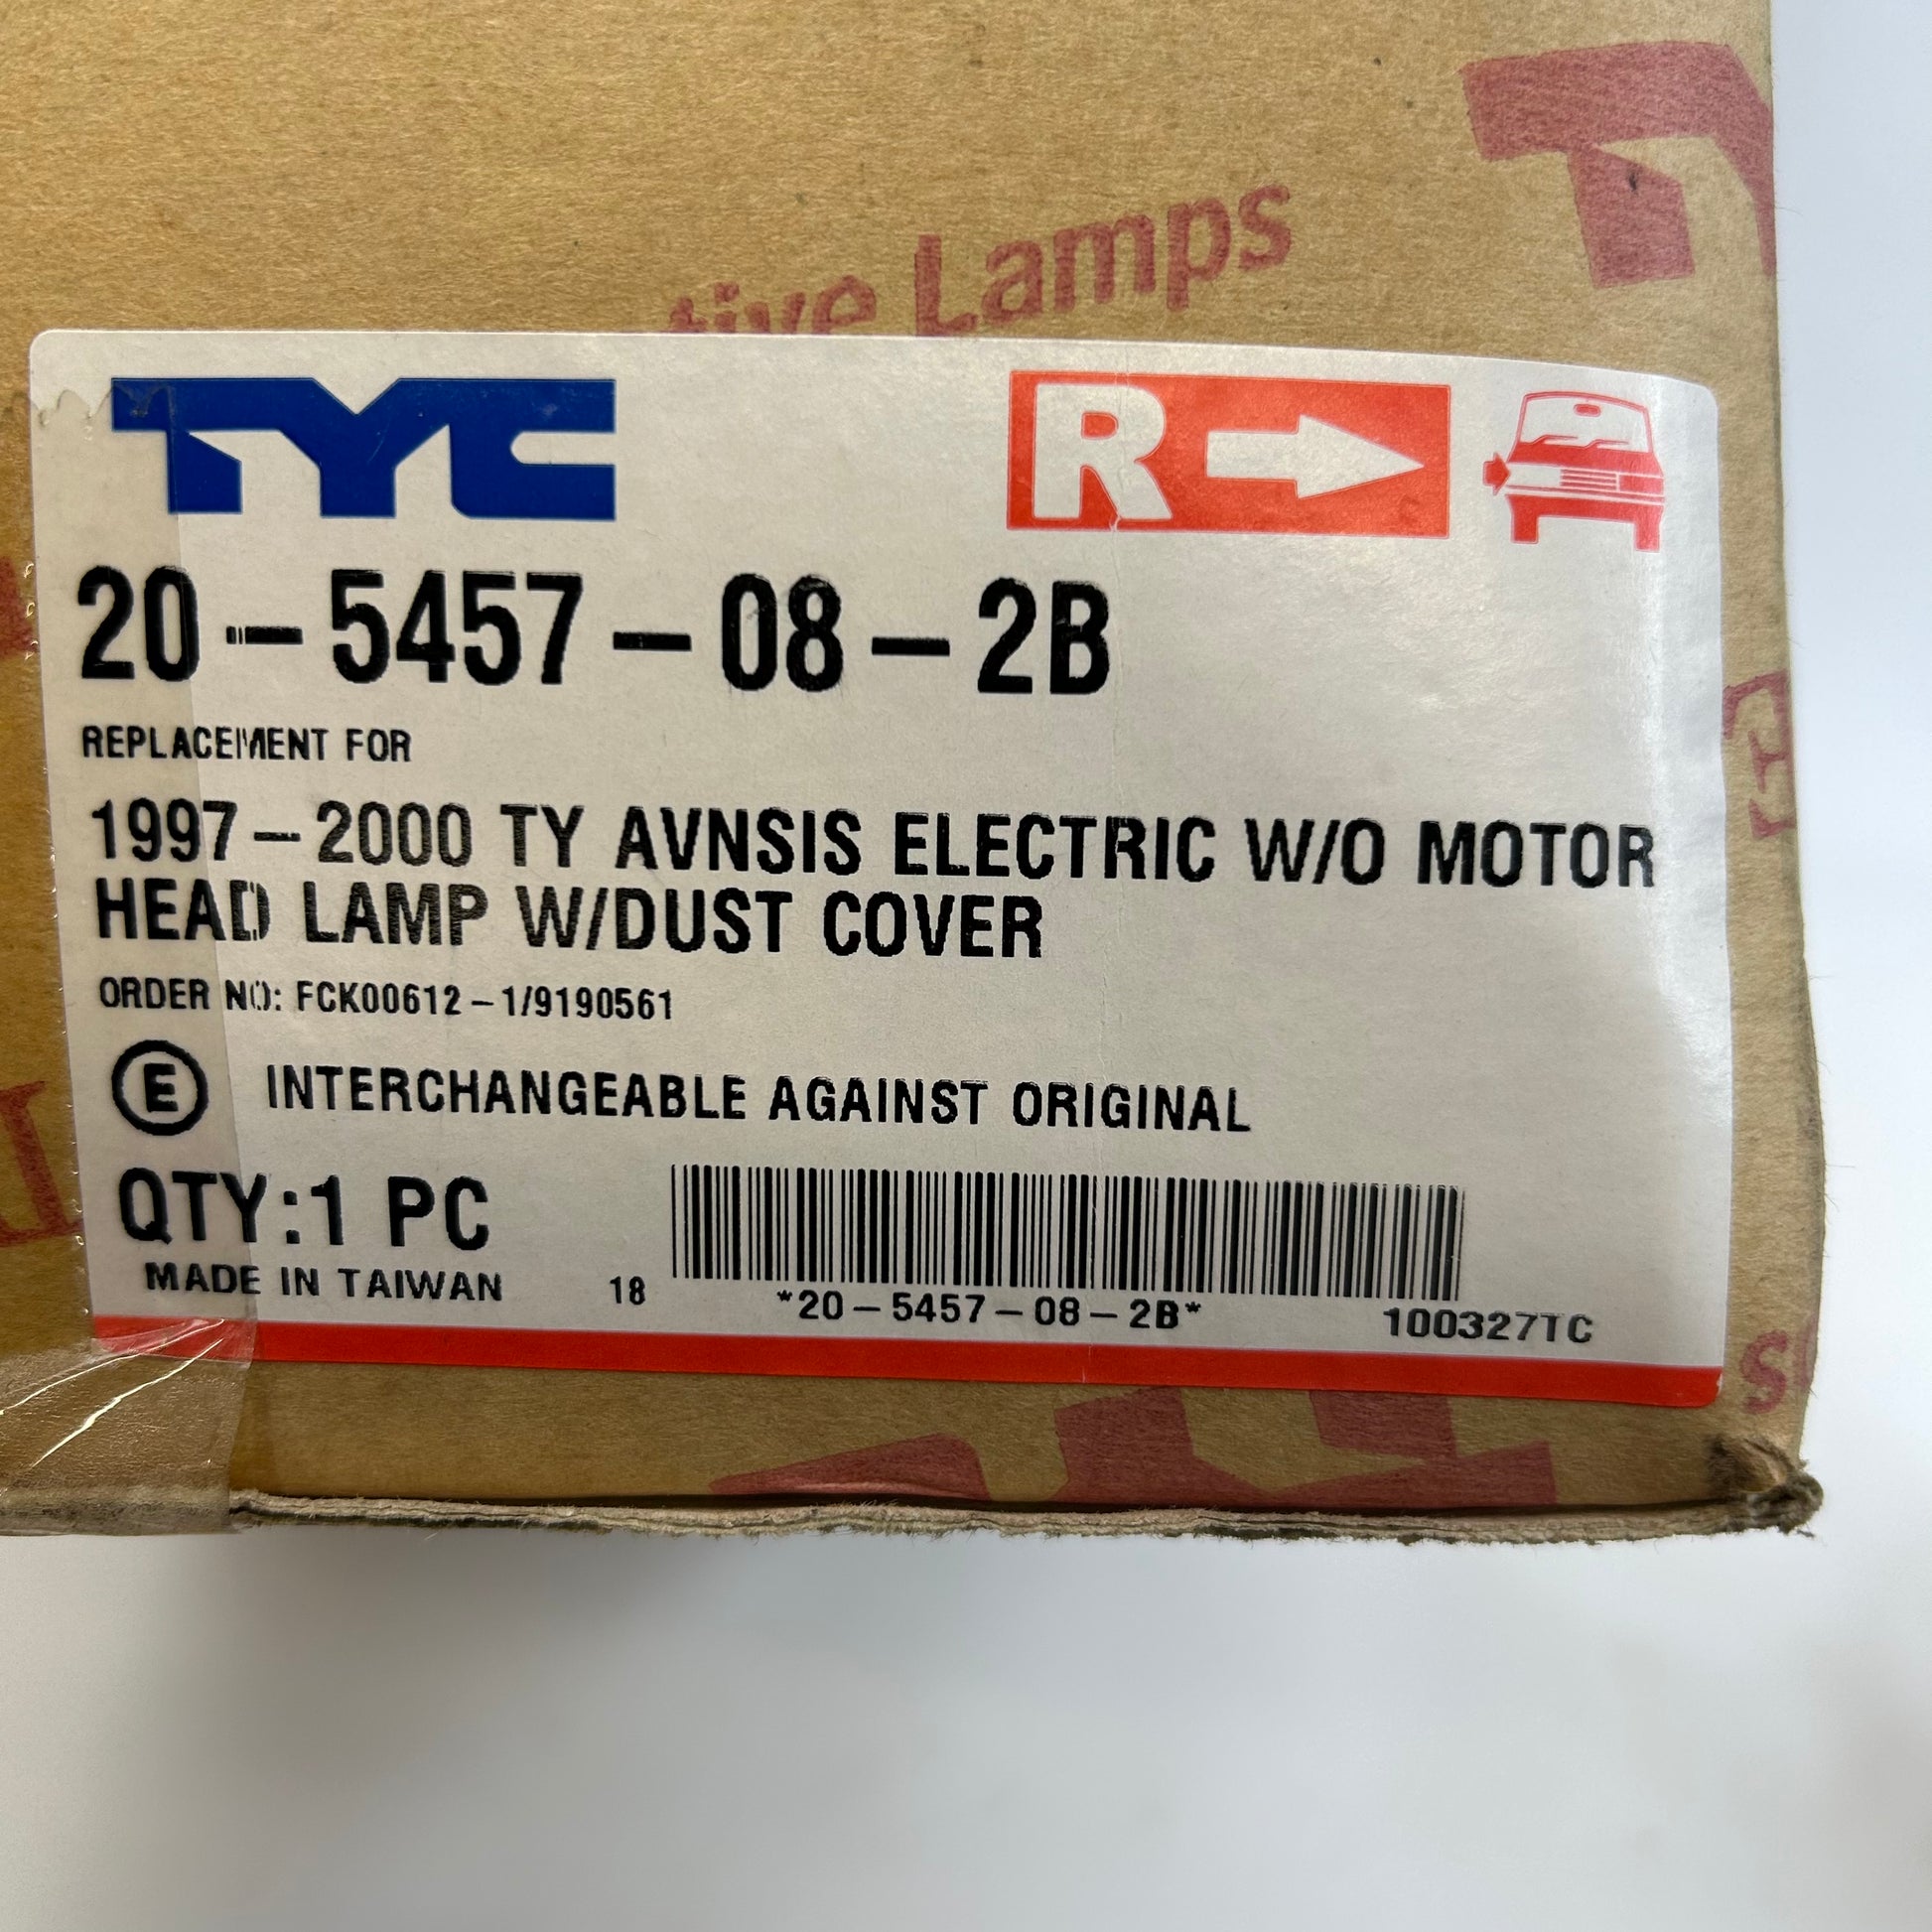 Lamps
TYC
R
20-5457-08-2B
REPLACEMENT FOR
1997-2000 TY AVNSIS ELECTRIC W/O MOTOR
HEAD LAMP W/DUST COVER
ORDER NO: FCK00612-1/9190561
E INTERCHANGEABLE AGAINST ORIGINAL
QTY:1 PC
MADE IN TAIWAN
18
*20-5457-08-2B*
100327TC